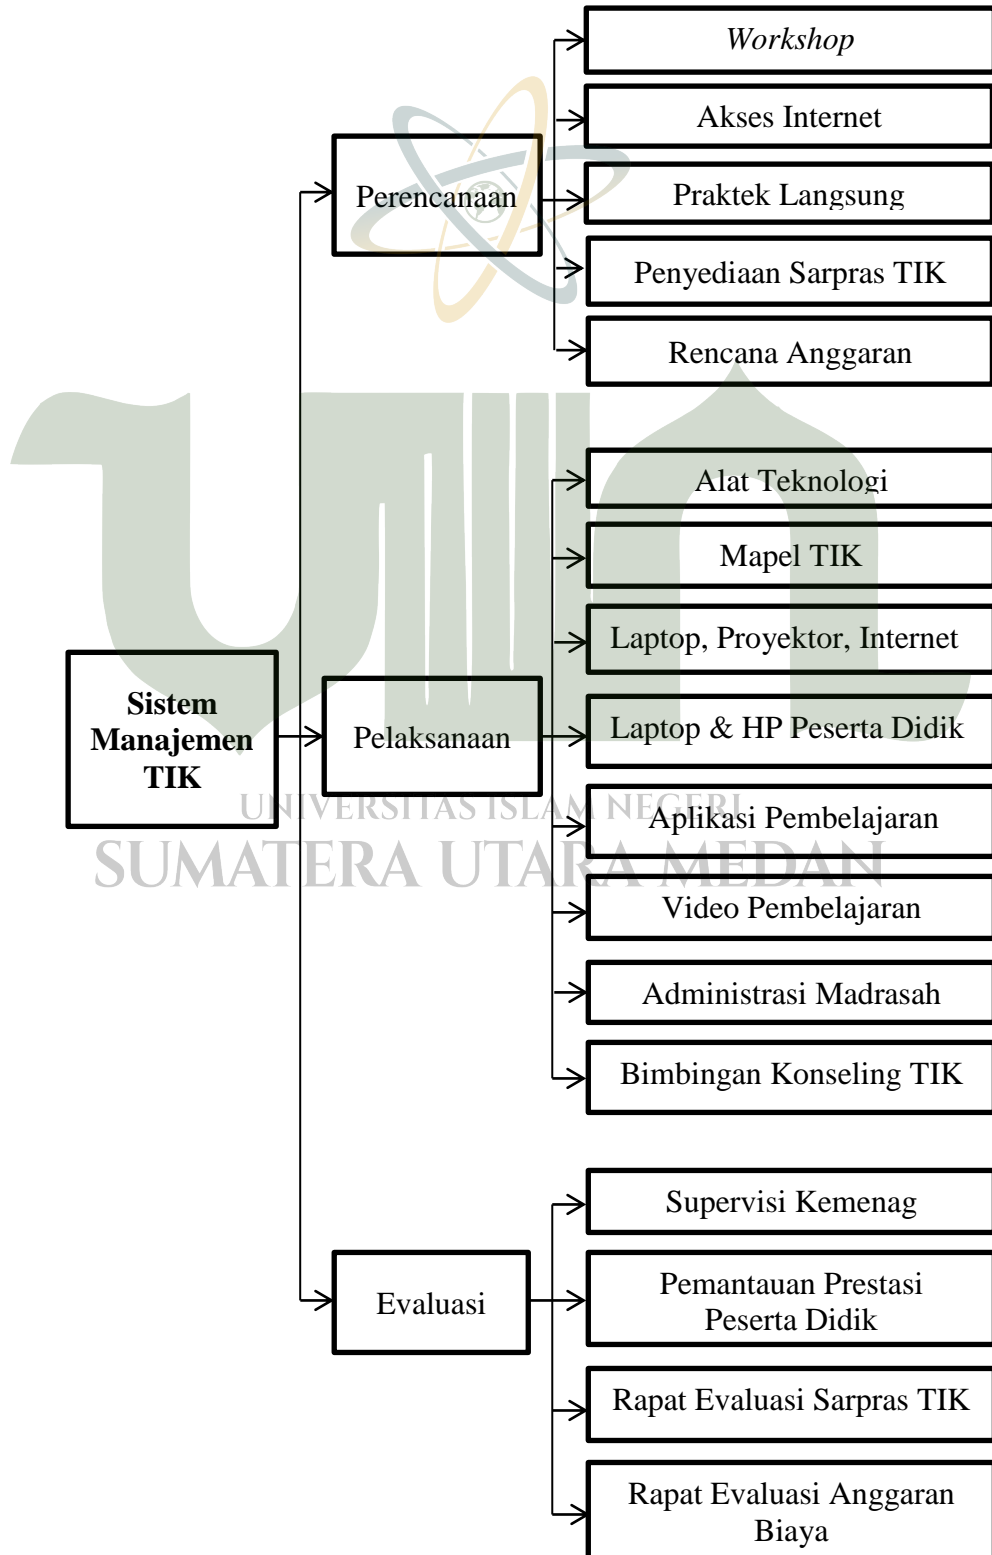 Workshop
Akses Internet
Perencanaan
Praktek Langsung
Penyediaan Sarpras TIK
Rencana Anggaran
Alat Teknologi
Mapel TIK
Laptop, Proyektor, Internet
Sistem
Manajemen
TIK
Pelaksanaan
Laptop & HP Peserta Didik
UNIVERSITAS ISLAM NEGERI
Aplikasi Pembelajaran
SUMATERA UTARA MEDAN
Video Pembelajaran
Administrasi Madrasah
Bimbingan Konseling TIK
Supervisi Kemenag
Evaluasi
Pemantauan Prestasi
Peserta Didik
Rapat Evaluasi Sarpras TIK
Rapat Evaluasi Anggaran
Biaya